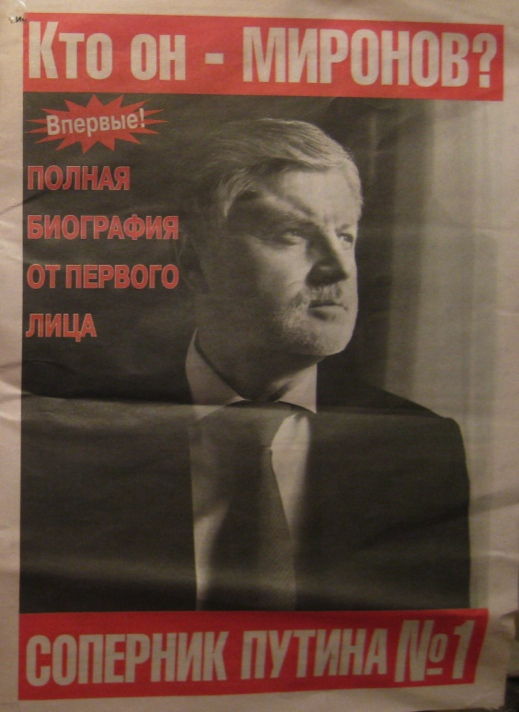 Кто он - МИРОНОВ?
Впервые!
ПОЛНАЯ
БИОГРАФИЯ
ОТ ПЕРВОГО
ЛИЦА
СОПЕРНИК ПУТИНА №1